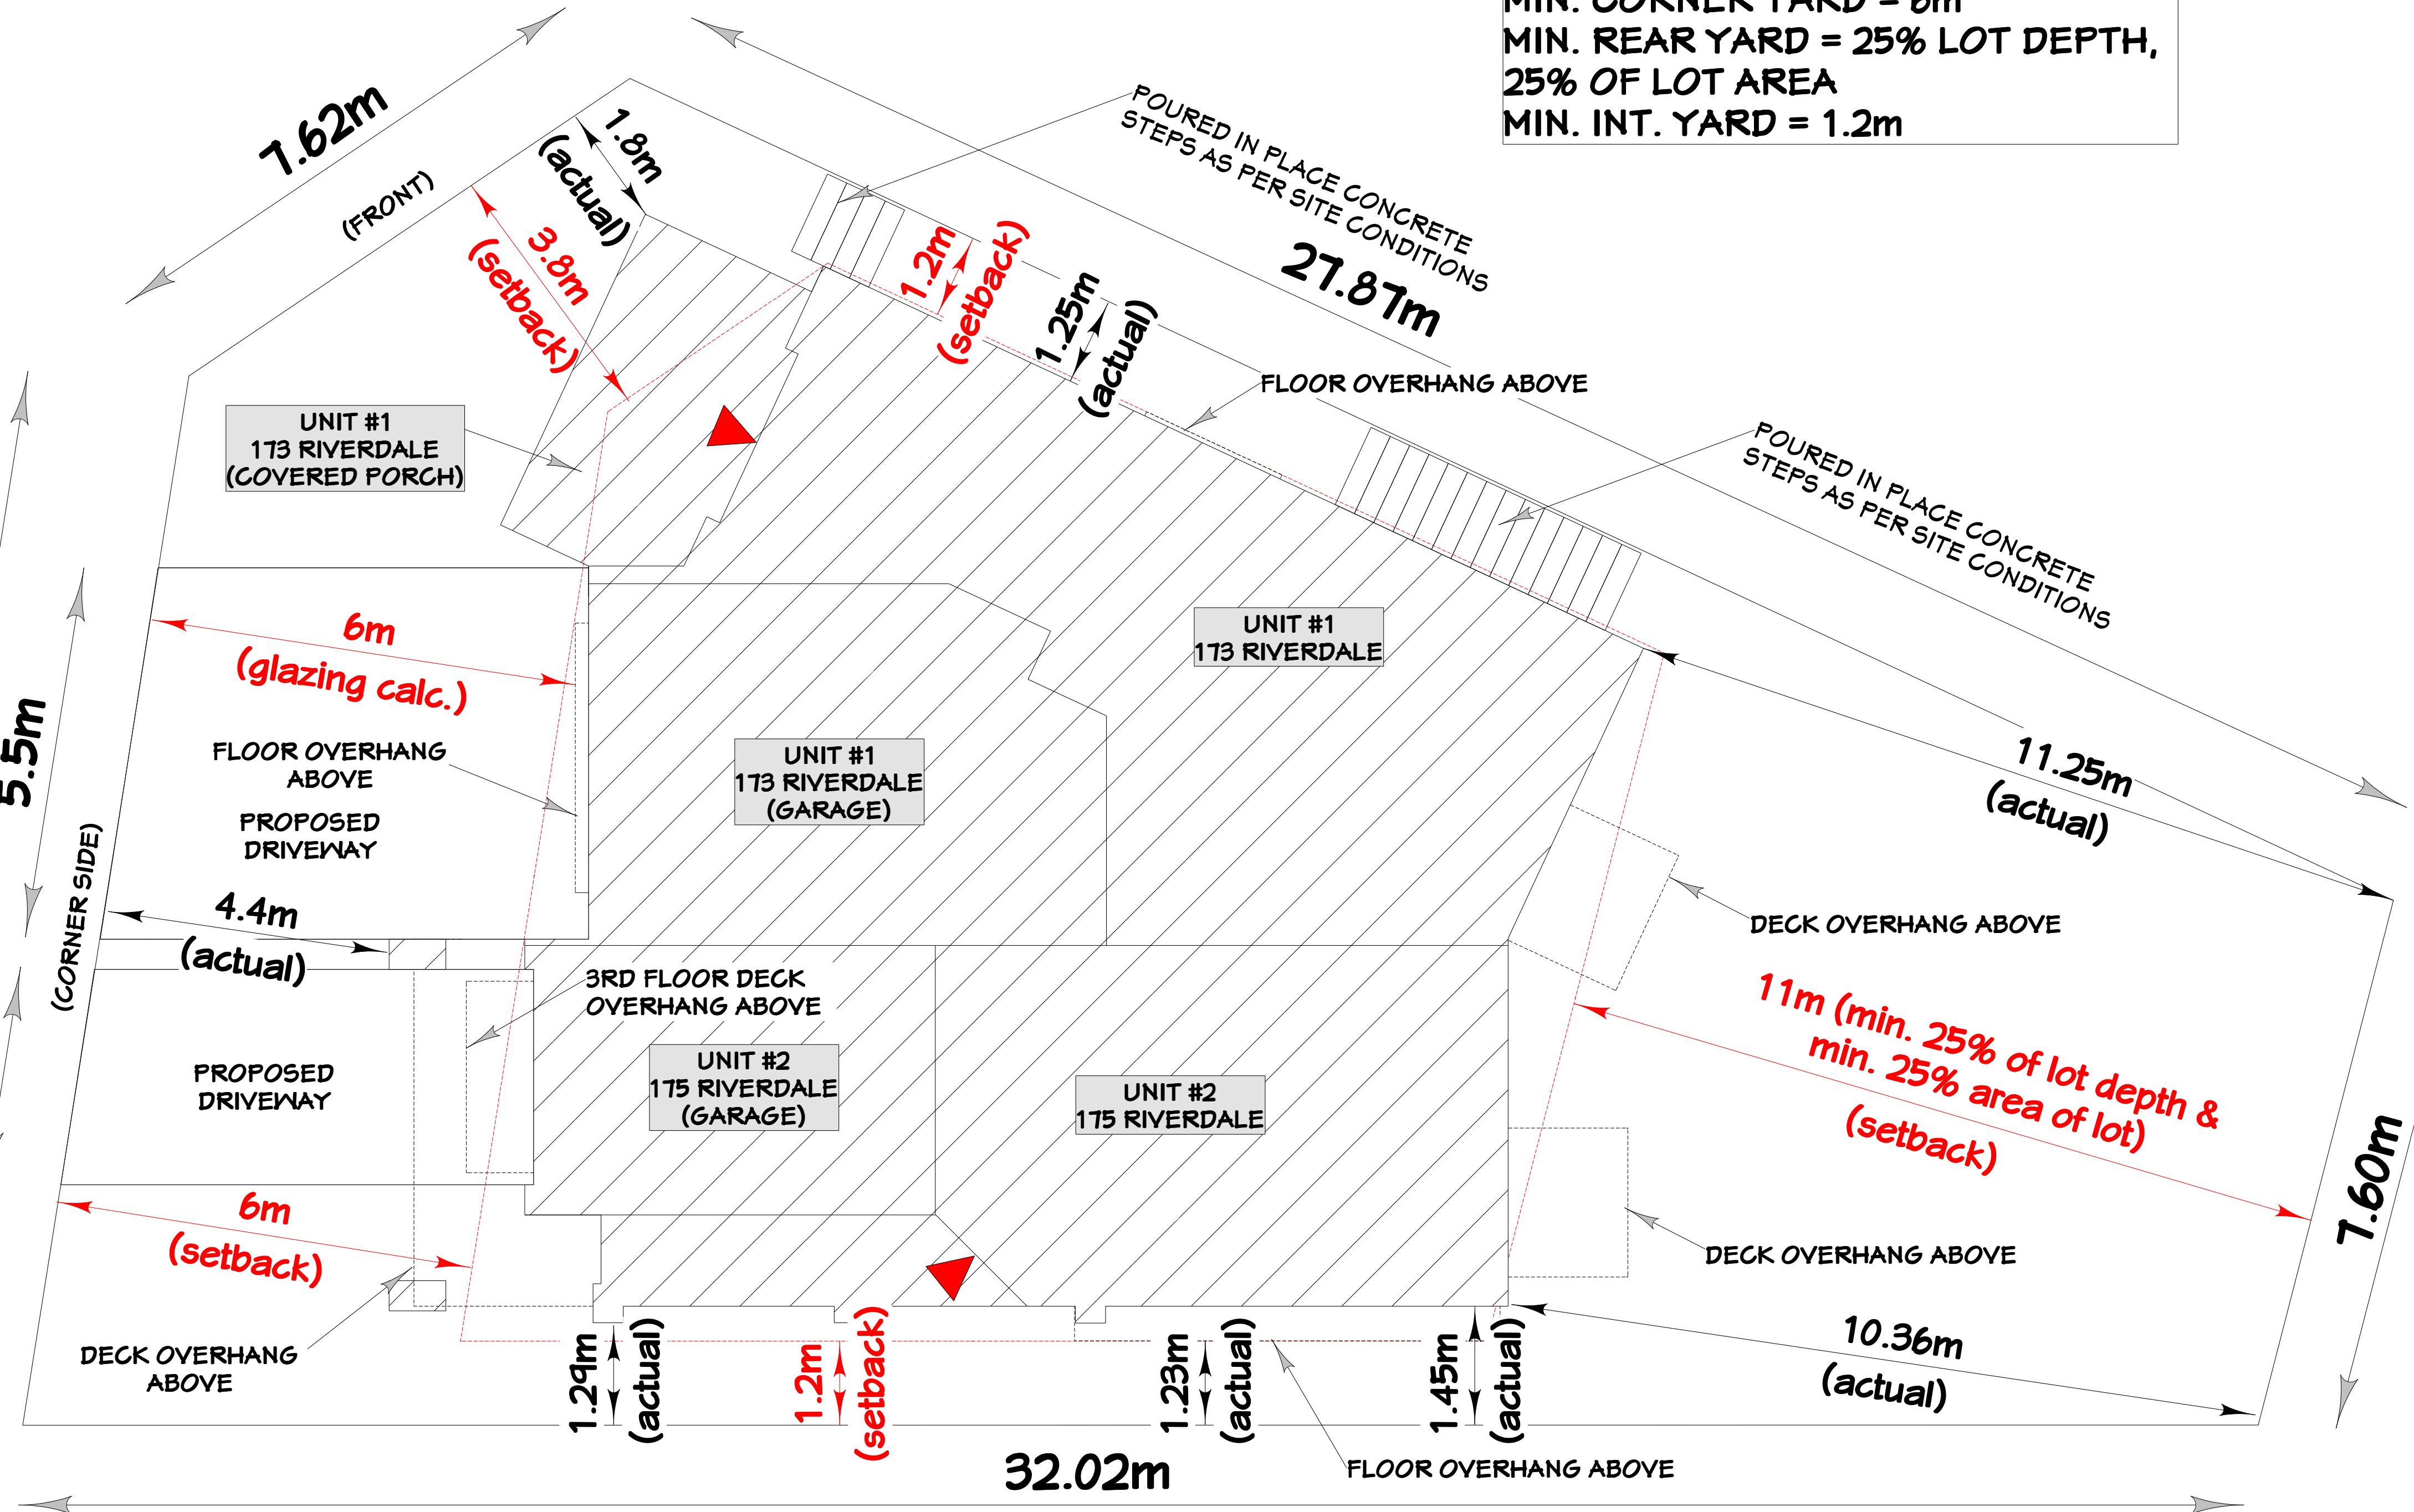 MIN. CORNER YARD = 6m
MIN. REAR YARD = 25% LOT DEPTH,
25% OF LOT AREA
MIN. INT. YARD = 1.2m
7.62m
(FRONT)
1.8m
(actual)
3.8m
(setback)
POURED IN PLACE CONCRETE
STEPS AS PER SITE CONDITIONS
27.87m
1.2m
(setback)
1.25m
(actual)
FLOOR OVERHANG ABOVE
POURED IN PLACE CONCRETE
STEPS AS PER SITE CONDITIONS
UNIT #1
173 RIVERDALE
(COVERED PORCH)
6m
(glazing calc.)
UNIT #1
173 RIVERDALE
5.5m
FLOOR OVERHANG
ABOVE
PROPOSED
DRIVEWAY
UNIT #1
173 RIVERDALE
(GARAGE)
11.25m
(actual)
(CORNER SIDE)
4.4m
(actual)
DECK OVERHANG ABOVE
3RD FLOOR DECK
OVERHANG ABOVE
11m (min. 25% of lot depth &
min. 25% area of lot)
(setback)
PROPOSED
DRIVEWAY
UNIT #2
175 RIVERDALE
(GARAGE)
UNIT #2
175 RIVERDALE
7.60m
6m
(setback)
DECK OVERHANG ABOVE
DECK OVERHANG
ABOVE
1.29m
(actual)
1.2m
(setback)
1.23m
(actual)
1.45m
(actual)
10.36m
(actual)
32.02m
FLOOR OVERHANG ABOVE